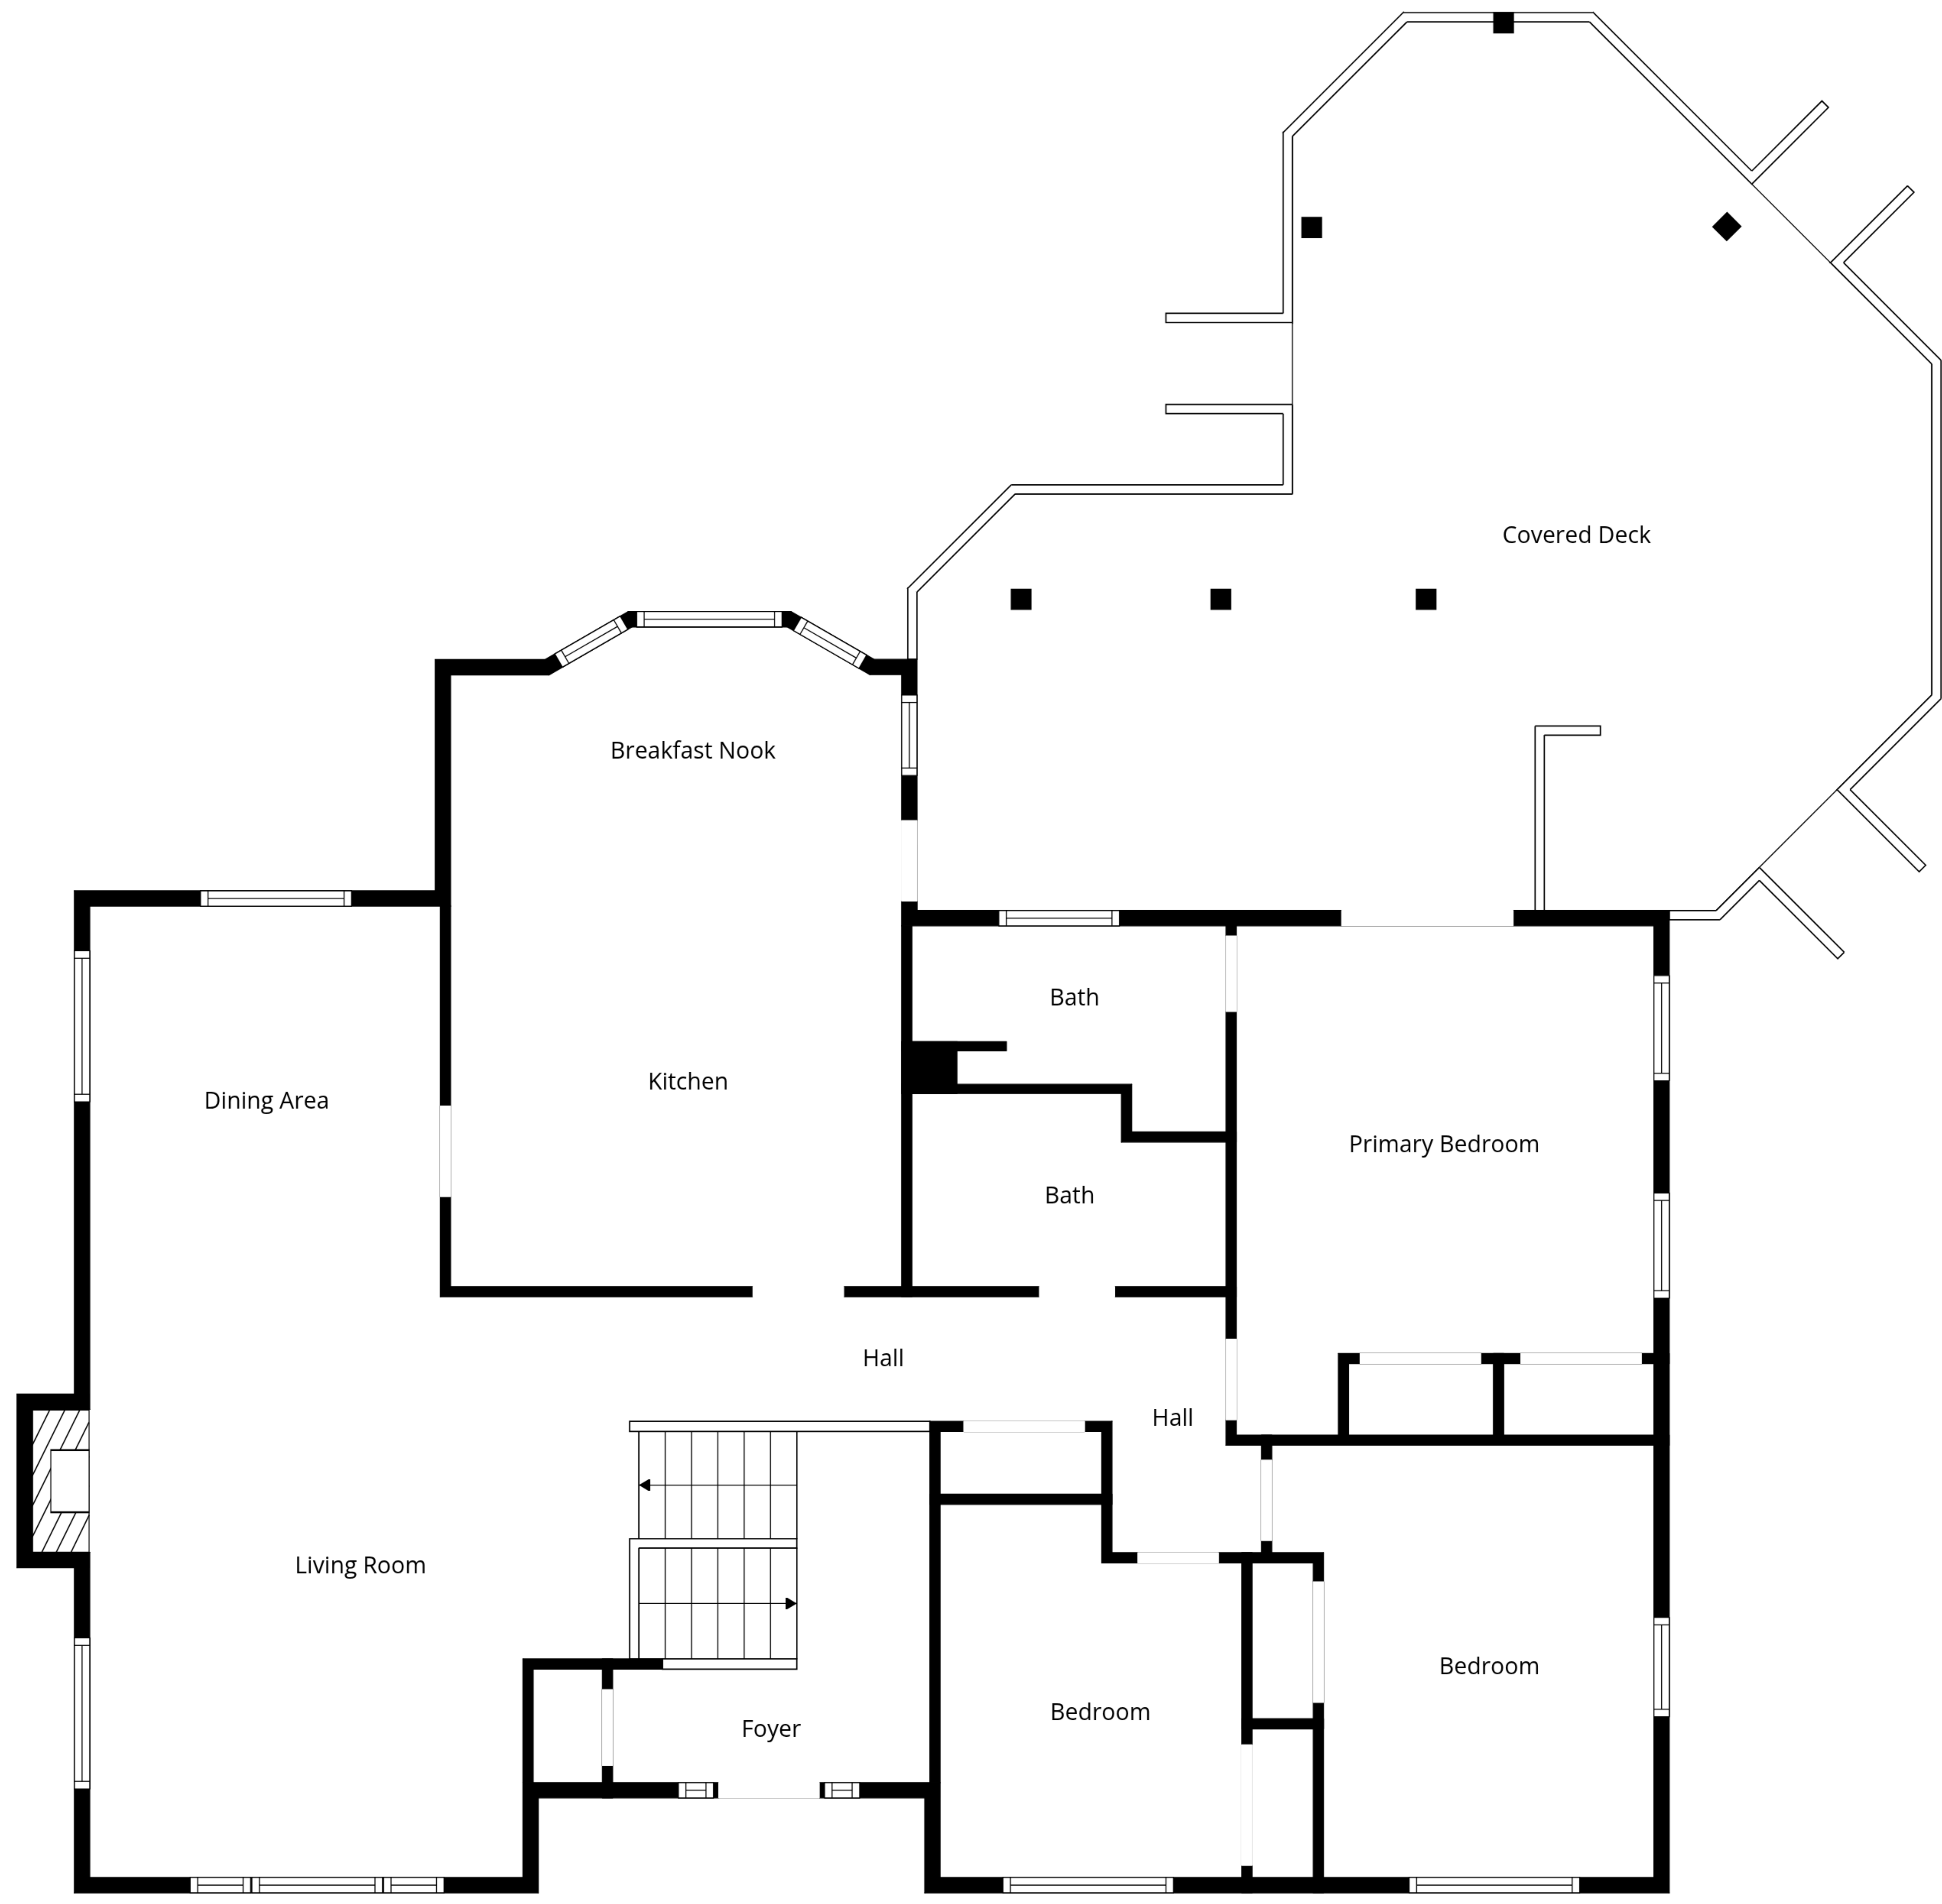 Covered Deck
Breakfast Nook
Bath
Kitchen
Dining Area
Primary Bedroom
Bath
Hall
Hall
Living Room
Bedroom
Bedroom
Foyer